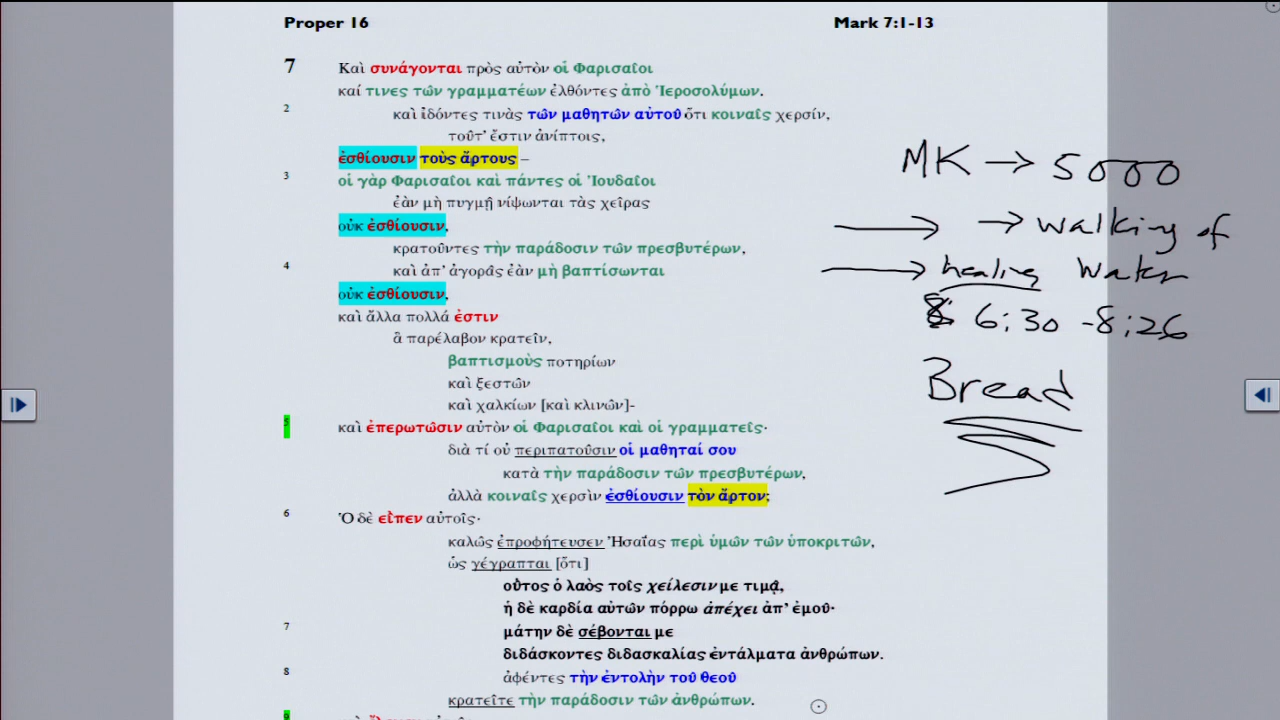 Proper 16
Mark 7:1-13
7 Καὶ συνάγονται πρὸς αὐτὸν οἱ Φαρισαῖοι
καί τινες τῶν γραμματέων ἐλθόντες ἀπὸ Ἱεροσολύμων.
2 καὶ ἰδόντες τινὰς τῶν μαθητῶν αὐτοῦ ὅτι κοιναῖς χερσίν,
τοῦτ’ ἔστιν ἀνίπτοις,
ἐσθίουσιν τοὺς ἄρτους –
3 οἱ γὰρ Φαρισαῖοι καὶ πάντες οἱ Ἰουδαῖοι
ἐὰν μὴ πυγμῇ νίψωνται τὰς χεῖρας
οὐκ ἐσθίουσιν,
κρατοῦντες τὴν παράδοσιν τῶν πρεσβυτέρων,
4 καὶ ἀπ’ ἀγορᾶς ἐὰν μὴ βαπτίσωνται
οὐκ ἐσθίουσιν,
καὶ ἄλλα πολλά ἐστιν
ἃ παρέλαβον κρατεῖν,
βαπτισμοὺς ποτηρίων
καὶ ξεστῶν
καὶ χαλκίων [καὶ κλινῶν]-
5 καὶ ἐπερωτῶσιν αὐτὸν οἱ Φαρισαῖοι καὶ οἱ γραμματεῖς·
διὰ τί οὐ περιπατοῦσιν οἱ μαθηταί σου
κατὰ τὴν παράδοσιν τῶν πρεσβυτέρων,
ἀλλὰ κοιναῖς χερσὶν ἐσθίουσιν τὸν ἄρτον;
6 Ὁ δὲ εἶπεν αὐτοῖς·
καλῶς ἐπροφήτευσεν Ἠσαΐας περὶ ὑμῶν τῶν ὑποκριτῶν,
ὡς γέγραπται [ὅτι]
οὗτος ὁ λαὸς τοῖς χείλεσιν με τιμᾷ,
ἡ δὲ καρδία αὐτῶν πόρρω ἀπέχει ἀπ’ ἐμοῦ·
7 μάτην δὲ σέβονται με
διδάσκοντες διδασκαλίας ἐντάλματα ἀνθρώπων.
8 ἀφέντες τὴν ἐντολὴν τοῦ θεοῦ
κρατεῖτε τὴν παράδοσιν τῶν ἀνθρώπων.
MK → 5000
→ → walking of
→ healing Water
6:30 -8:26
Bread